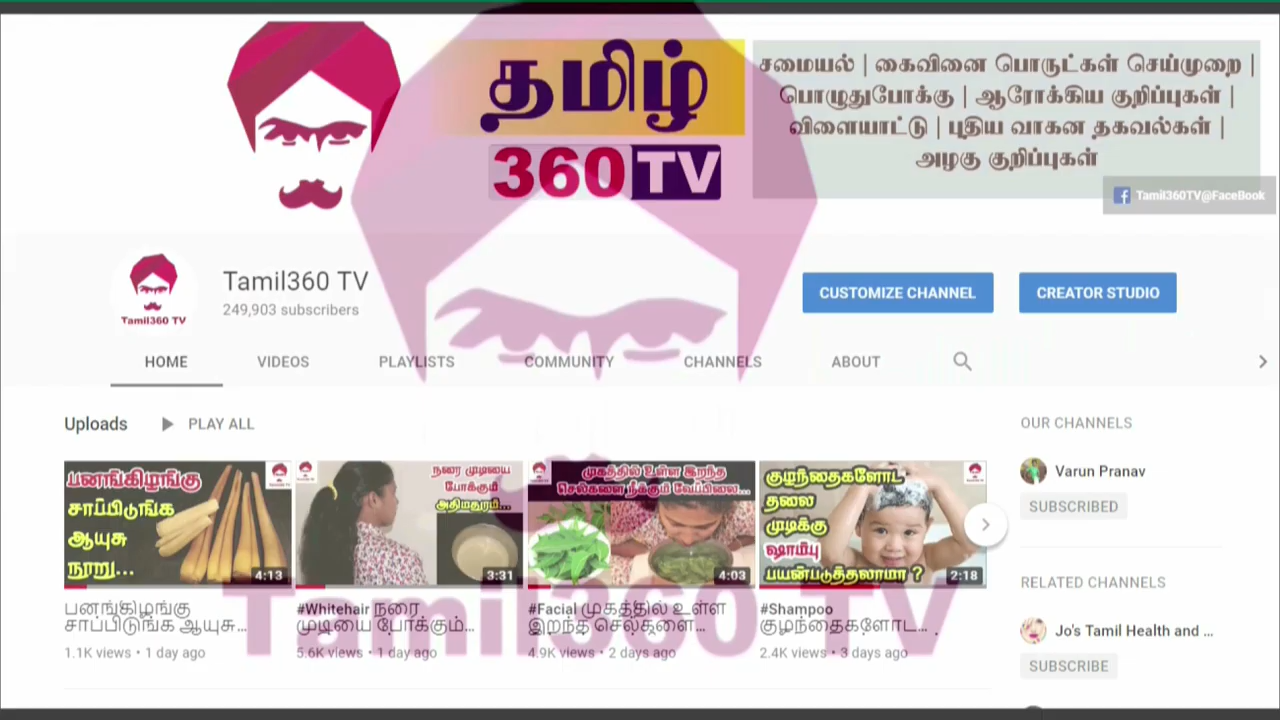 தமிழ்
360 TV
சமையல் | கைவினை பொருட்கள் செய்முறை |
பொழுதுபோக்கு | ஆரோக்கிய குறிப்புகள் |
விளையாட்டு | புதிய வாகன தகவல்கள் |
அழகு குறிப்புகள்
Tamil360TV@FaceBook
Tamil360 TV
Tamil360 TV
249,903 subscribers
CUSTOMIZE CHANNEL
CREATOR STUDIO
HOME
VIDEOS
PLAYLISTS
COMMUNITY
CHANNELS
ABOUT
Uploads
PLAY ALL
பனங்கிழங்கு
சாப்பிடுங்க
ஆயுசு
நூறு...
4:13
நரை முடியை
போக்கும்
அதிமதுரம்...
3:31
முகத்தில் உள்ள இறந்த
செல்களை நீக்கும் வேப்பிலை...
4:03
குழந்தைகளோட
தலை
முடிக்கு
ஷாம்பு
பயன்படுத்தலாமா ?
2:18
பனங்கிழங்கு
சாப்பிடுங்க ஆயுசு...
1.1K views • 1 day ago
#Whitehair நரை
முடியை போக்கும்...
5.6K views • 1 day ago
#Facial முகத்தில் உள்ள
இறந்த செல்களை...
4.9K views • 2 days ago
#Shampoo
குழந்தைகளோட...
2.4K views • 3 days ago
OUR CHANNELS
Varun Pranav
SUBSCRIBED
RELATED CHANNELS
Jo's Tamil Health and ...
SUBSCRIBE
Tamil360 TV